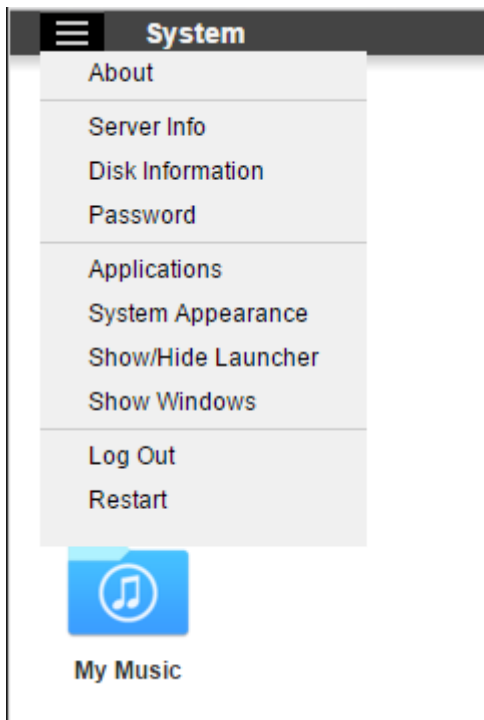 System
About
Server Info
Disk Information
Password
Applications
System Appearance
Show/Hide Launcher
Show Windows
Log Out
Restart
My Music